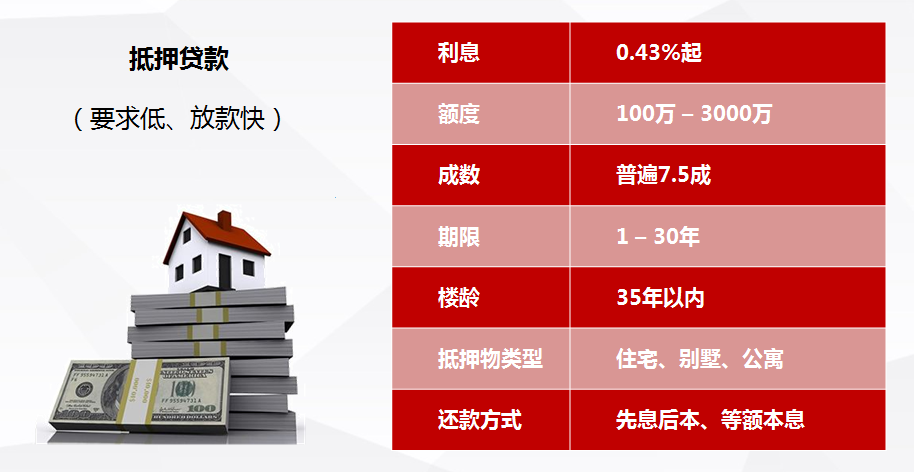 抵押贷款
（要求低、放款快）
利息 0.43%起
额度 100万 – 3000万
成数 普遍7.5成
期限 1 – 30年
楼龄 35年以内
抵押物类型 住宅、别墅、公寓
还款方式 先息后本、等额本息
FF 95594731 A
100